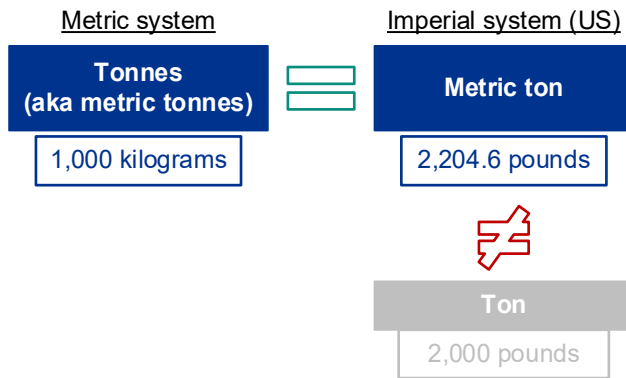 Metric system
Imperial system (US)
Tonnes
(aka metric tonnes)
Metric ton
1,000 kilograms
2,204.6 pounds
Ton
2,000 pounds